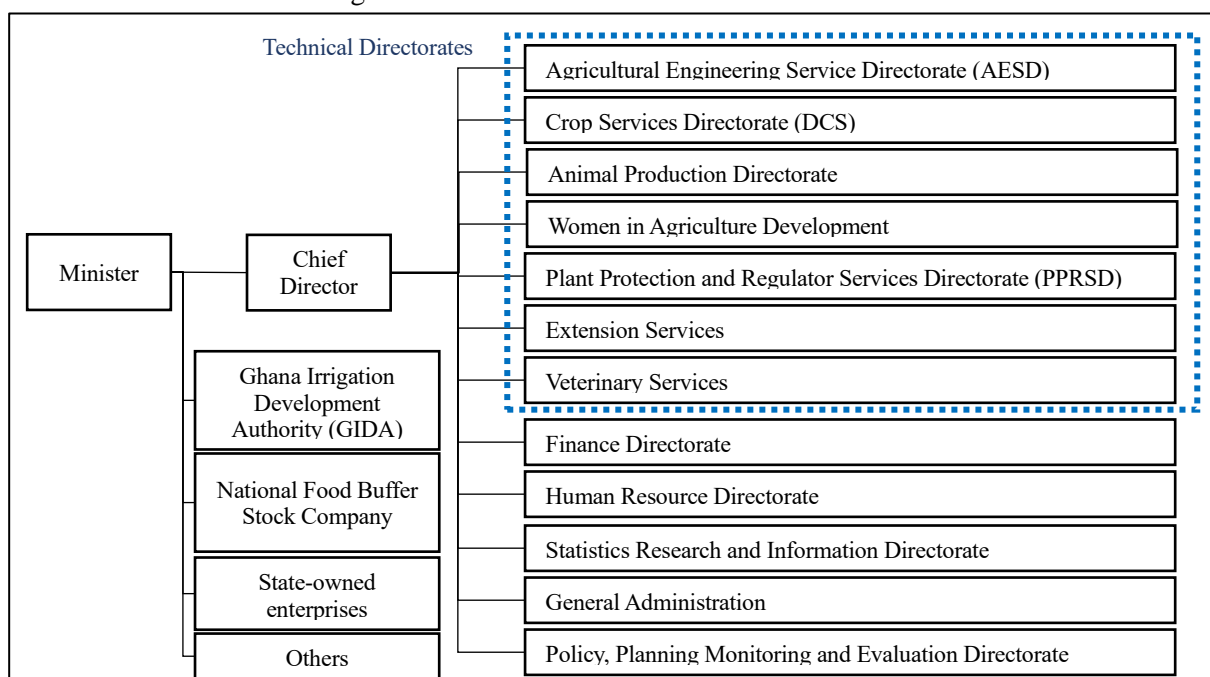 Technical Directorates
Agricultural Engineering Service Directorate (AESD)
Crop Services Directorate (DCS)
Animal Production Directorate
Women in Agriculture Development
Plant Protection and Regulator Services Directorate (PPRSD)
Extension Services
Veterinary Services
Finance Directorate
Human Resource Directorate
Statistics Research and Information Directorate
General Administration
Policy, Planning Monitoring and Evaluation Directorate
Minister
Chief
Director
Ghana Irrigation
Development
Authority (GIDA)
National Food Buffer
Stock Company
State-owned
enterprises
Others